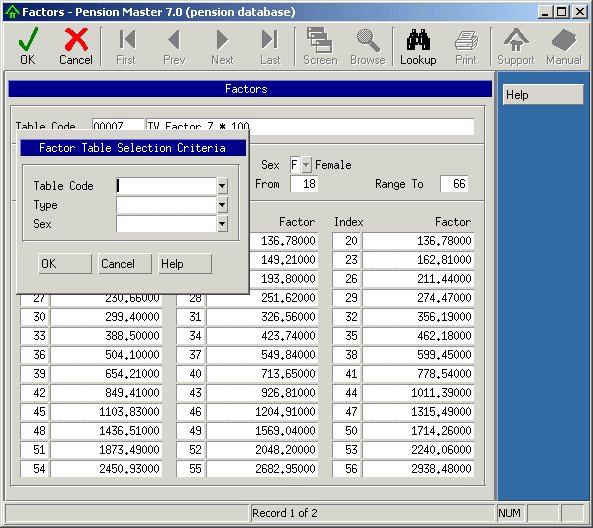 Factors - Pension Master 7.0 (pension database)
OK Cancel First Prev Next Last Screen Browse Lookup Print Support Manual
Factors
Help
Table Code 00007 TV Factor 7 * 100
Factor Table Selection Criteria
Sex F Female
From 18 Range To 66
Table Code
Type
Sex
OK Cancel Help
Factor Index Factor
136.78000 20 136.78000
149.21000 23 162.81000
193.80000 26 211.44000
27 230.66000 28 251.62000 29 274.47000
30 299.40000 31 326.56000 32 356.19000
33 388.50000 34 423.74000 35 462.18000
36 504.10000 37 549.84000 38 599.45000
39 654.21000 40 713.65000 41 778.54000
42 849.41000 43 926.81000 44 1011.39000
45 1103.83000 46 1204.91000 47 1315.49000
48 1436.51000 49 1569.04000 50 1714.26000
51 1873.49000 52 2048.20000 53 2240.06000
54 2450.93000 55 2682.95000 56 2938.48000
Record 1 of 2 NUM